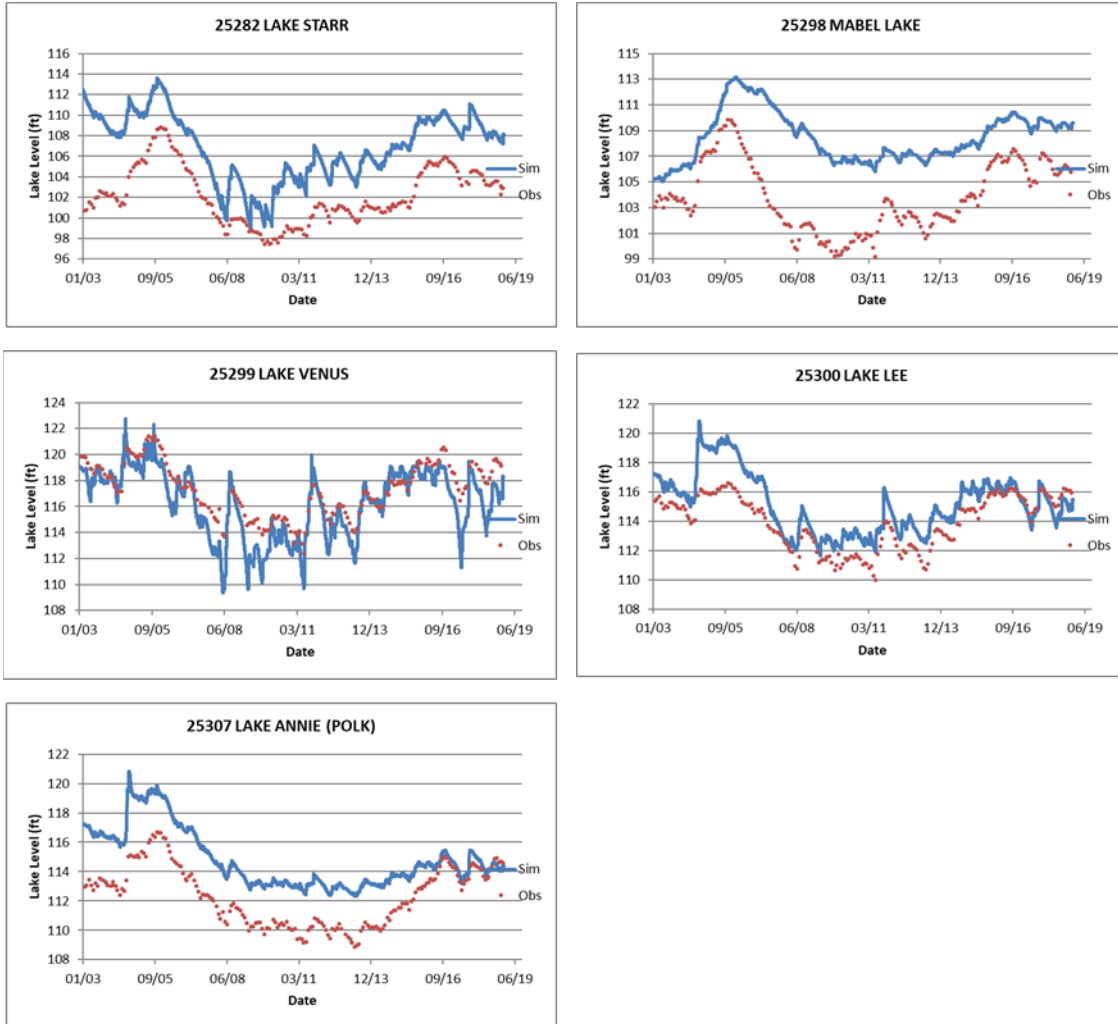 25282 LAKE STARR
116
114
112
110
108
106
104
102
100
98
96
Lake Level (ft)
Sim
Obs
01/03 09/05 06/08 03/11 12/13 09/16 06/19
Date
25298 MABEL LAKE
115
113
111
109
107
105
103
101
99
Lake Level (ft)
Sim
Obs
01/03 09/05 06/08 03/11 12/13 09/16 06/19
Date
25299 LAKE VENUS
124
122
120
118
116
114
112
110
108
Lake Level (ft)
Sim
Obs
01/03 09/05 06/08 03/11 12/13 09/16 06/19
Date
25300 LAKE LEE
122
120
118
116
114
112
110
108
Lake Level (ft)
Sim
Obs
01/03 09/05 06/08 03/11 12/13 09/16 06/19
Date
25307 LAKE ANNIE (POLK)
122
120
118
116
114
112
110
108
Lake Level (ft)
Sim
Obs
01/03 09/05 06/08 03/11 12/13 09/16 06/19
Date